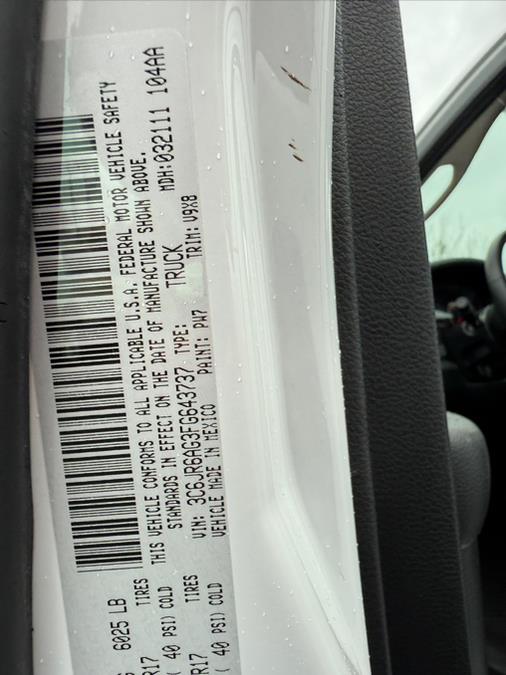 6025 LB
TIRES
R17
( 40 PSI) COLD
TIRES
R17
( 40 PSI) COLD
THIS VEHICLE CONFORMS TO ALL APPLICABLE U.S.A. FEDERAL MOTOR VEHICLE SAFETY
STANDARDS IN EFFECT ON THE DATE OF MANUFACTURE SHOWN ABOVE.
VIN: 3C6JR6AG3FG643737 TYPE: TRUCK MDH:032111 104AA
VEHICLE MADE IN MEXICO PAINT: PW7 TRIM: V9X8